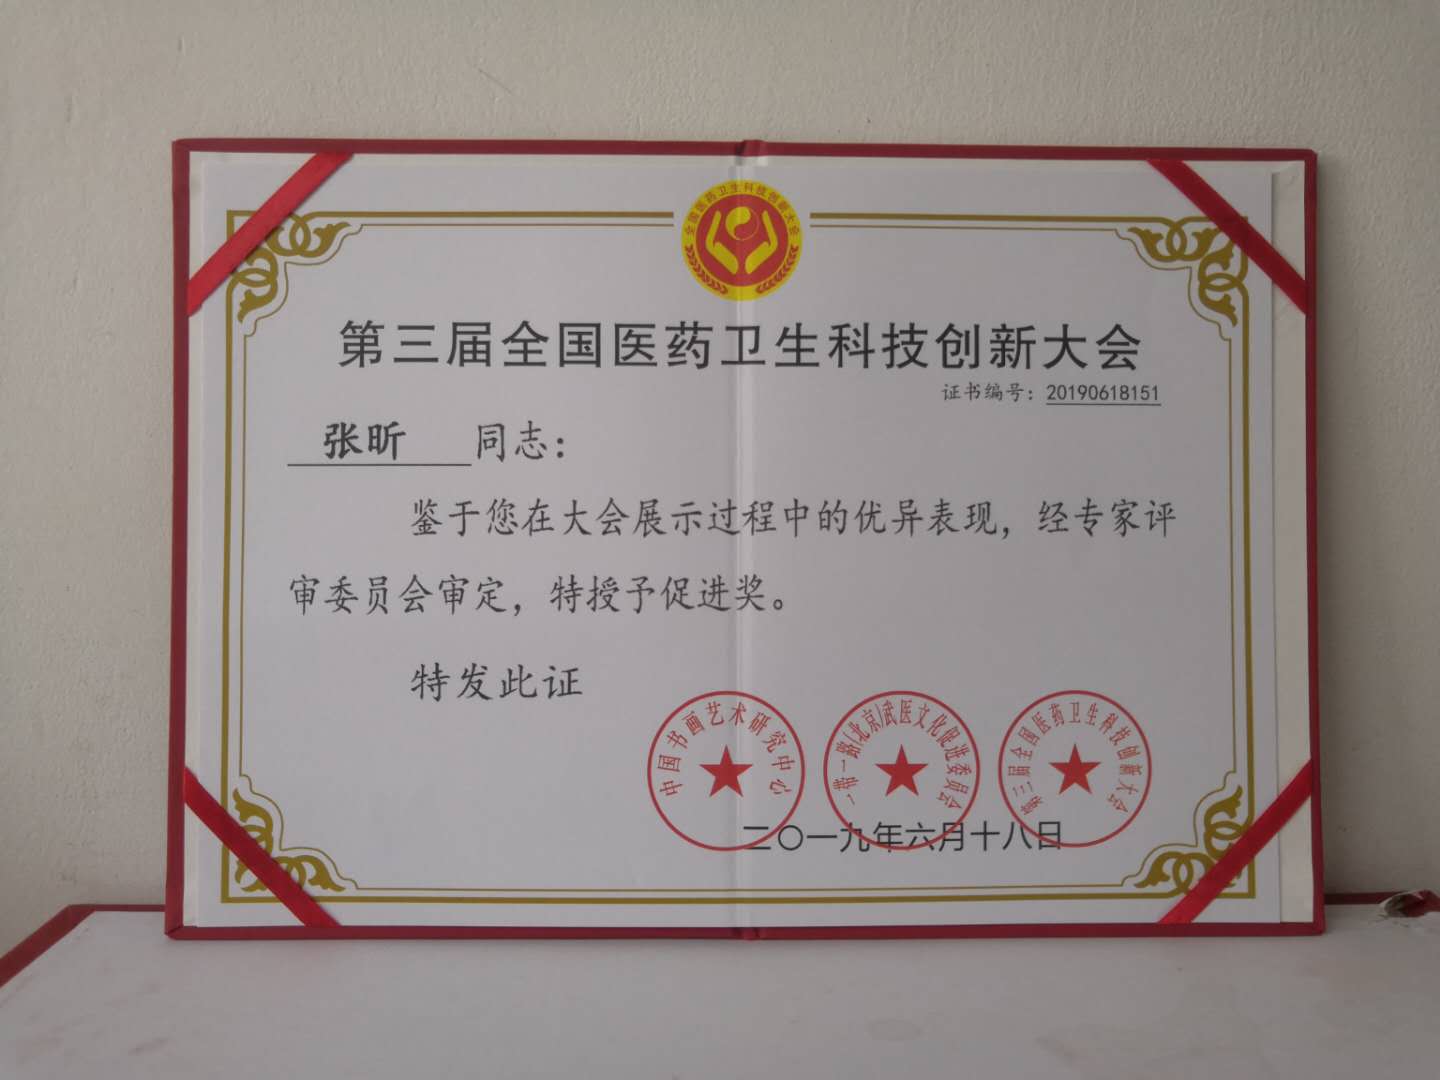 全国医药卫生科技创新大会
第三届全国医药卫生科技创新大会
证书编号：20190618151
张昕 同志：
鉴于您在大会展示过程中的优异表现，经专家评
审委员会审定，特授予促进奖。
特发此证
中国书画艺术研究中心
一带一路(北京)武医文化促进委员会
第三届全国医药卫生科技创新大会
二〇一九年六月十八日